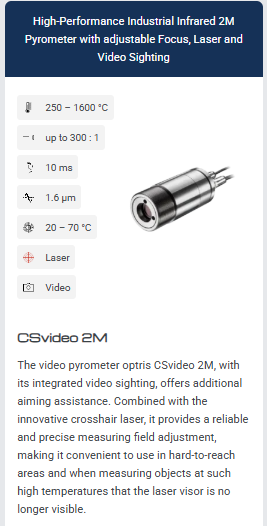 High-Performance Industrial Infrared 2M
Pyrometer with adjustable Focus, Laser and
Video Sighting
250 – 1600 °C
up to 300 : 1
10 ms
1.6 µm
20 – 70 °C
Laser
Video
CSvideo 2M
The video pyrometer optris CSvideo 2M, with
its integrated video sighting, offers additional
aiming assistance. Combined with the
innovative crosshair laser, it provides a reliable
and precise measuring field adjustment,
making it convenient to use in hard-to-reach
areas and when measuring objects at such
high temperatures that the laser visor is no
longer visible.